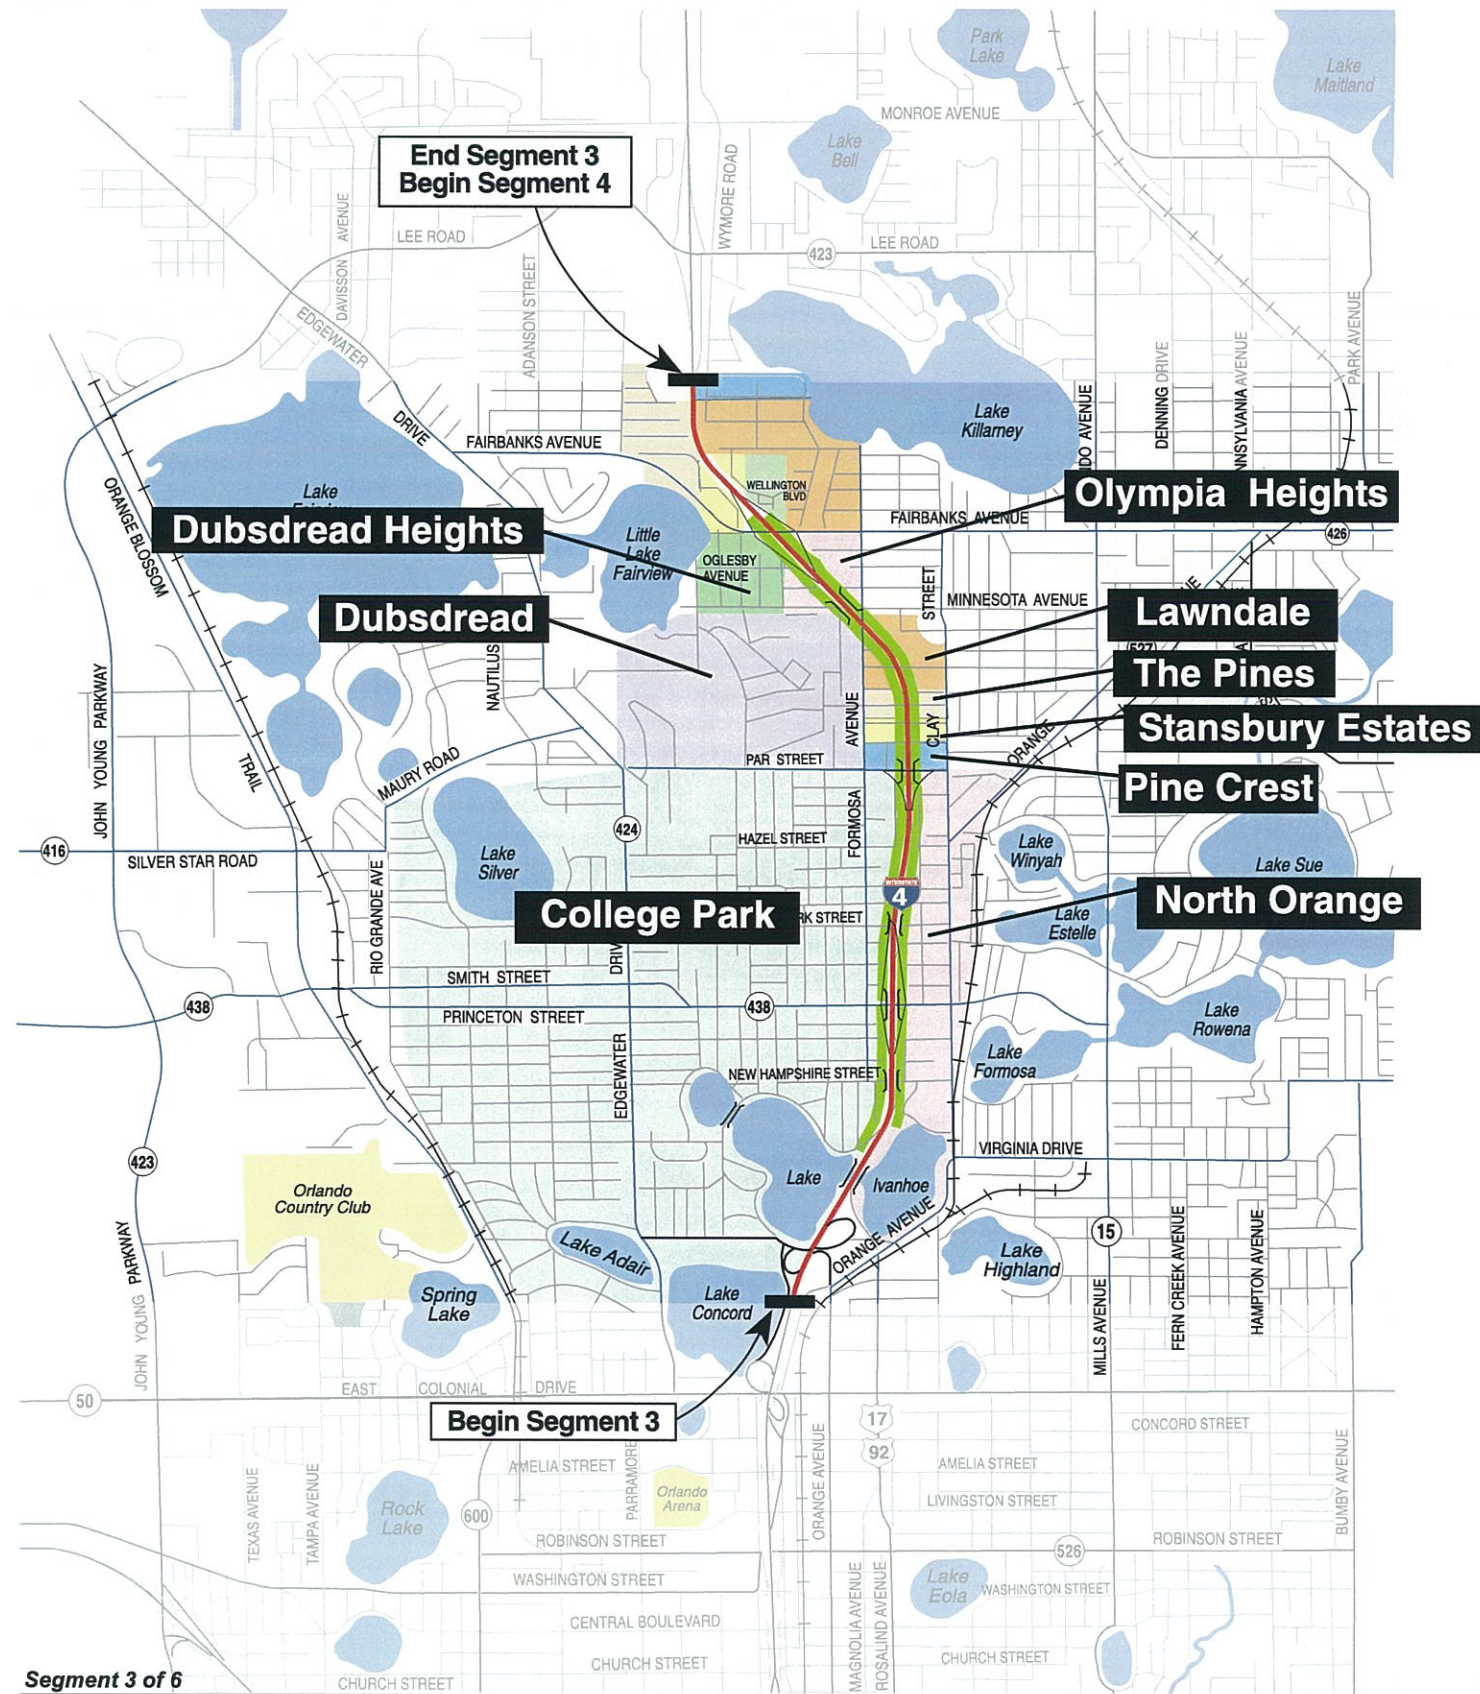 Park
Lake
Lake
Maitland
MONROE AVENUE
Lake
Bell
End Segment 3
Begin Segment 4
WYMORE ROAD
DAVISSON AVENUE
LEE ROAD
423
LEE ROAD
ADANSON STREET
EDGEWATER
DRIVE
PARK AVENUE
DENNING DRIVE
Lake
Killarney
FAIRBANKS AVENUE
WELLINGTON
BLVD
Olympia Heights
FAIRBANKS AVENUE
426
Lake
ORANGE BLOSSOM
TRAIL
Dubsdread Heights
Little
Lake
Fairview
OGLESBY
AVENUE
STREET
MINNESOTA AVENUE
Dubsdread
Lawndale
The Pines
NAUTILUS
JOHN YOUNG PARKWAY
AVENUE
CLAY
Stansbury Estates
ORANGE
PAR STREET
Pine Crest
MAURY ROAD
424
HAZEL STREET
FORMOSA
Lake
Winyah
Lake Sue
416
SILVER STAR ROAD
Lake
Silver
RIO GRANDE AVE
4
College Park
North Orange
Lake
Estelle
SMITH STREET
438
PRINCETON STREET
438
Lake
Rowena
Lake
Formosa
EDGEWATER
NEW HAMPSHIRE STREET
VIRGINIA DRIVE
423
Lake
Ivanhoe
Orlando
Country Club
ORANGE AVENUE
15
FERN CREEK AVENUE
HAMPTON AVENUE
MILLS AVENUE
Lake Adair
Lake
Highland
JOHN YOUNG PARKWAY
Spring
Lake
Lake
Concord
50
EAST COLONIAL DRIVE
Begin Segment 3
17
92
CONCORD STREET
BUMBY AVENUE
AMELIA STREET
AMELIA STREET
TEXAS AVENUE
TAMPA AVENUE
PARRAMORE
Orlando
Arena
ORANGE AVENUE
LIVINGSTON STREET
Rock
Lake
600
ROBINSON STREET
526
ROBINSON STREET
WASHINGTON STREET
Lake
Eola
WASHINGTON STREET
MAGNOLIA AVENUE
ROSALIND AVENUE
CENTRAL BOULEVARD
CHURCH STREET
CHURCH STREET
CHURCH STREET
Segment 3 of 6